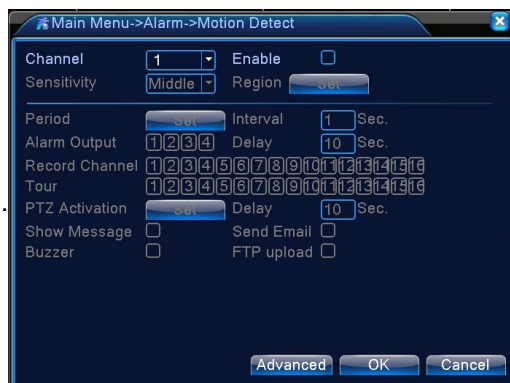 Main Menu->Alarm->Motion Detect
Channel 1 Enable
Sensitivity Middle Region Set
Period Set Interval 1 Sec.
Alarm Output 1 2 3 4 Delay 10 Sec.
Record Channel 1 2 3 4 5 6 7 8 9 10 11 12 13 14 15 16
Tour 1 2 3 4 5 6 7 8 9 10 11 12 13 14 15 16
PTZ Activation Set Delay 10 Sec.
Show Message Send Email
Buzzer FTP upload
Advanced OK Cancel